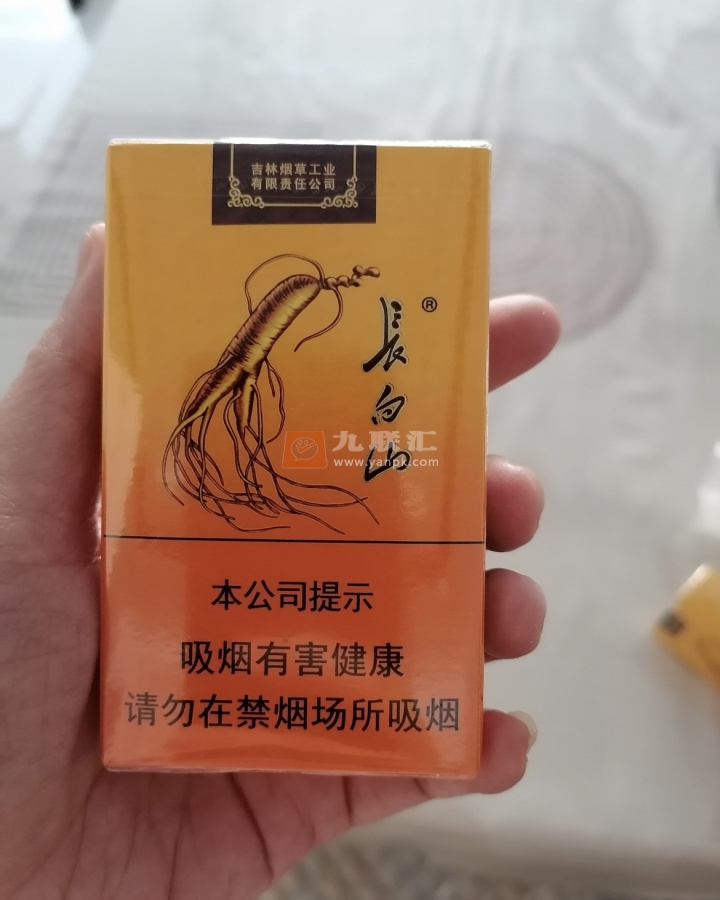 吉林烟草工业
有限责任公司
長白山®
九联汇
www.yanpk.com
本公司提示
吸烟有害健康
请勿在禁烟场所吸烟